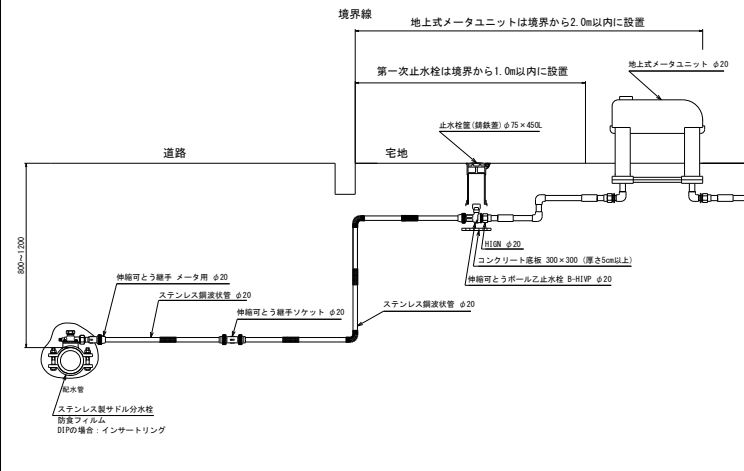 境界線
地上式メータユニットは境界から2.0m以内に設置
地上式メータユニット φ20
第一次止水栓は境界から1.0m以内に設置
止水栓筐(鋳鉄蓋)φ75×450L
道路
宅地
800~1200
HIGN φ20
コンクリート底板 300×300 (厚さ5cm以上)
伸縮可とうボール乙止水栓 B-HIVP φ20
伸縮可とう継手 メータ用 φ20
ステンレス鋼波状管 φ20
伸縮可とう継手ソケット φ20
ステンレス鋼波状管 φ20
配水管
ステンレス製サドル分水栓
防食フィルム
DIPの場合：インサートリング